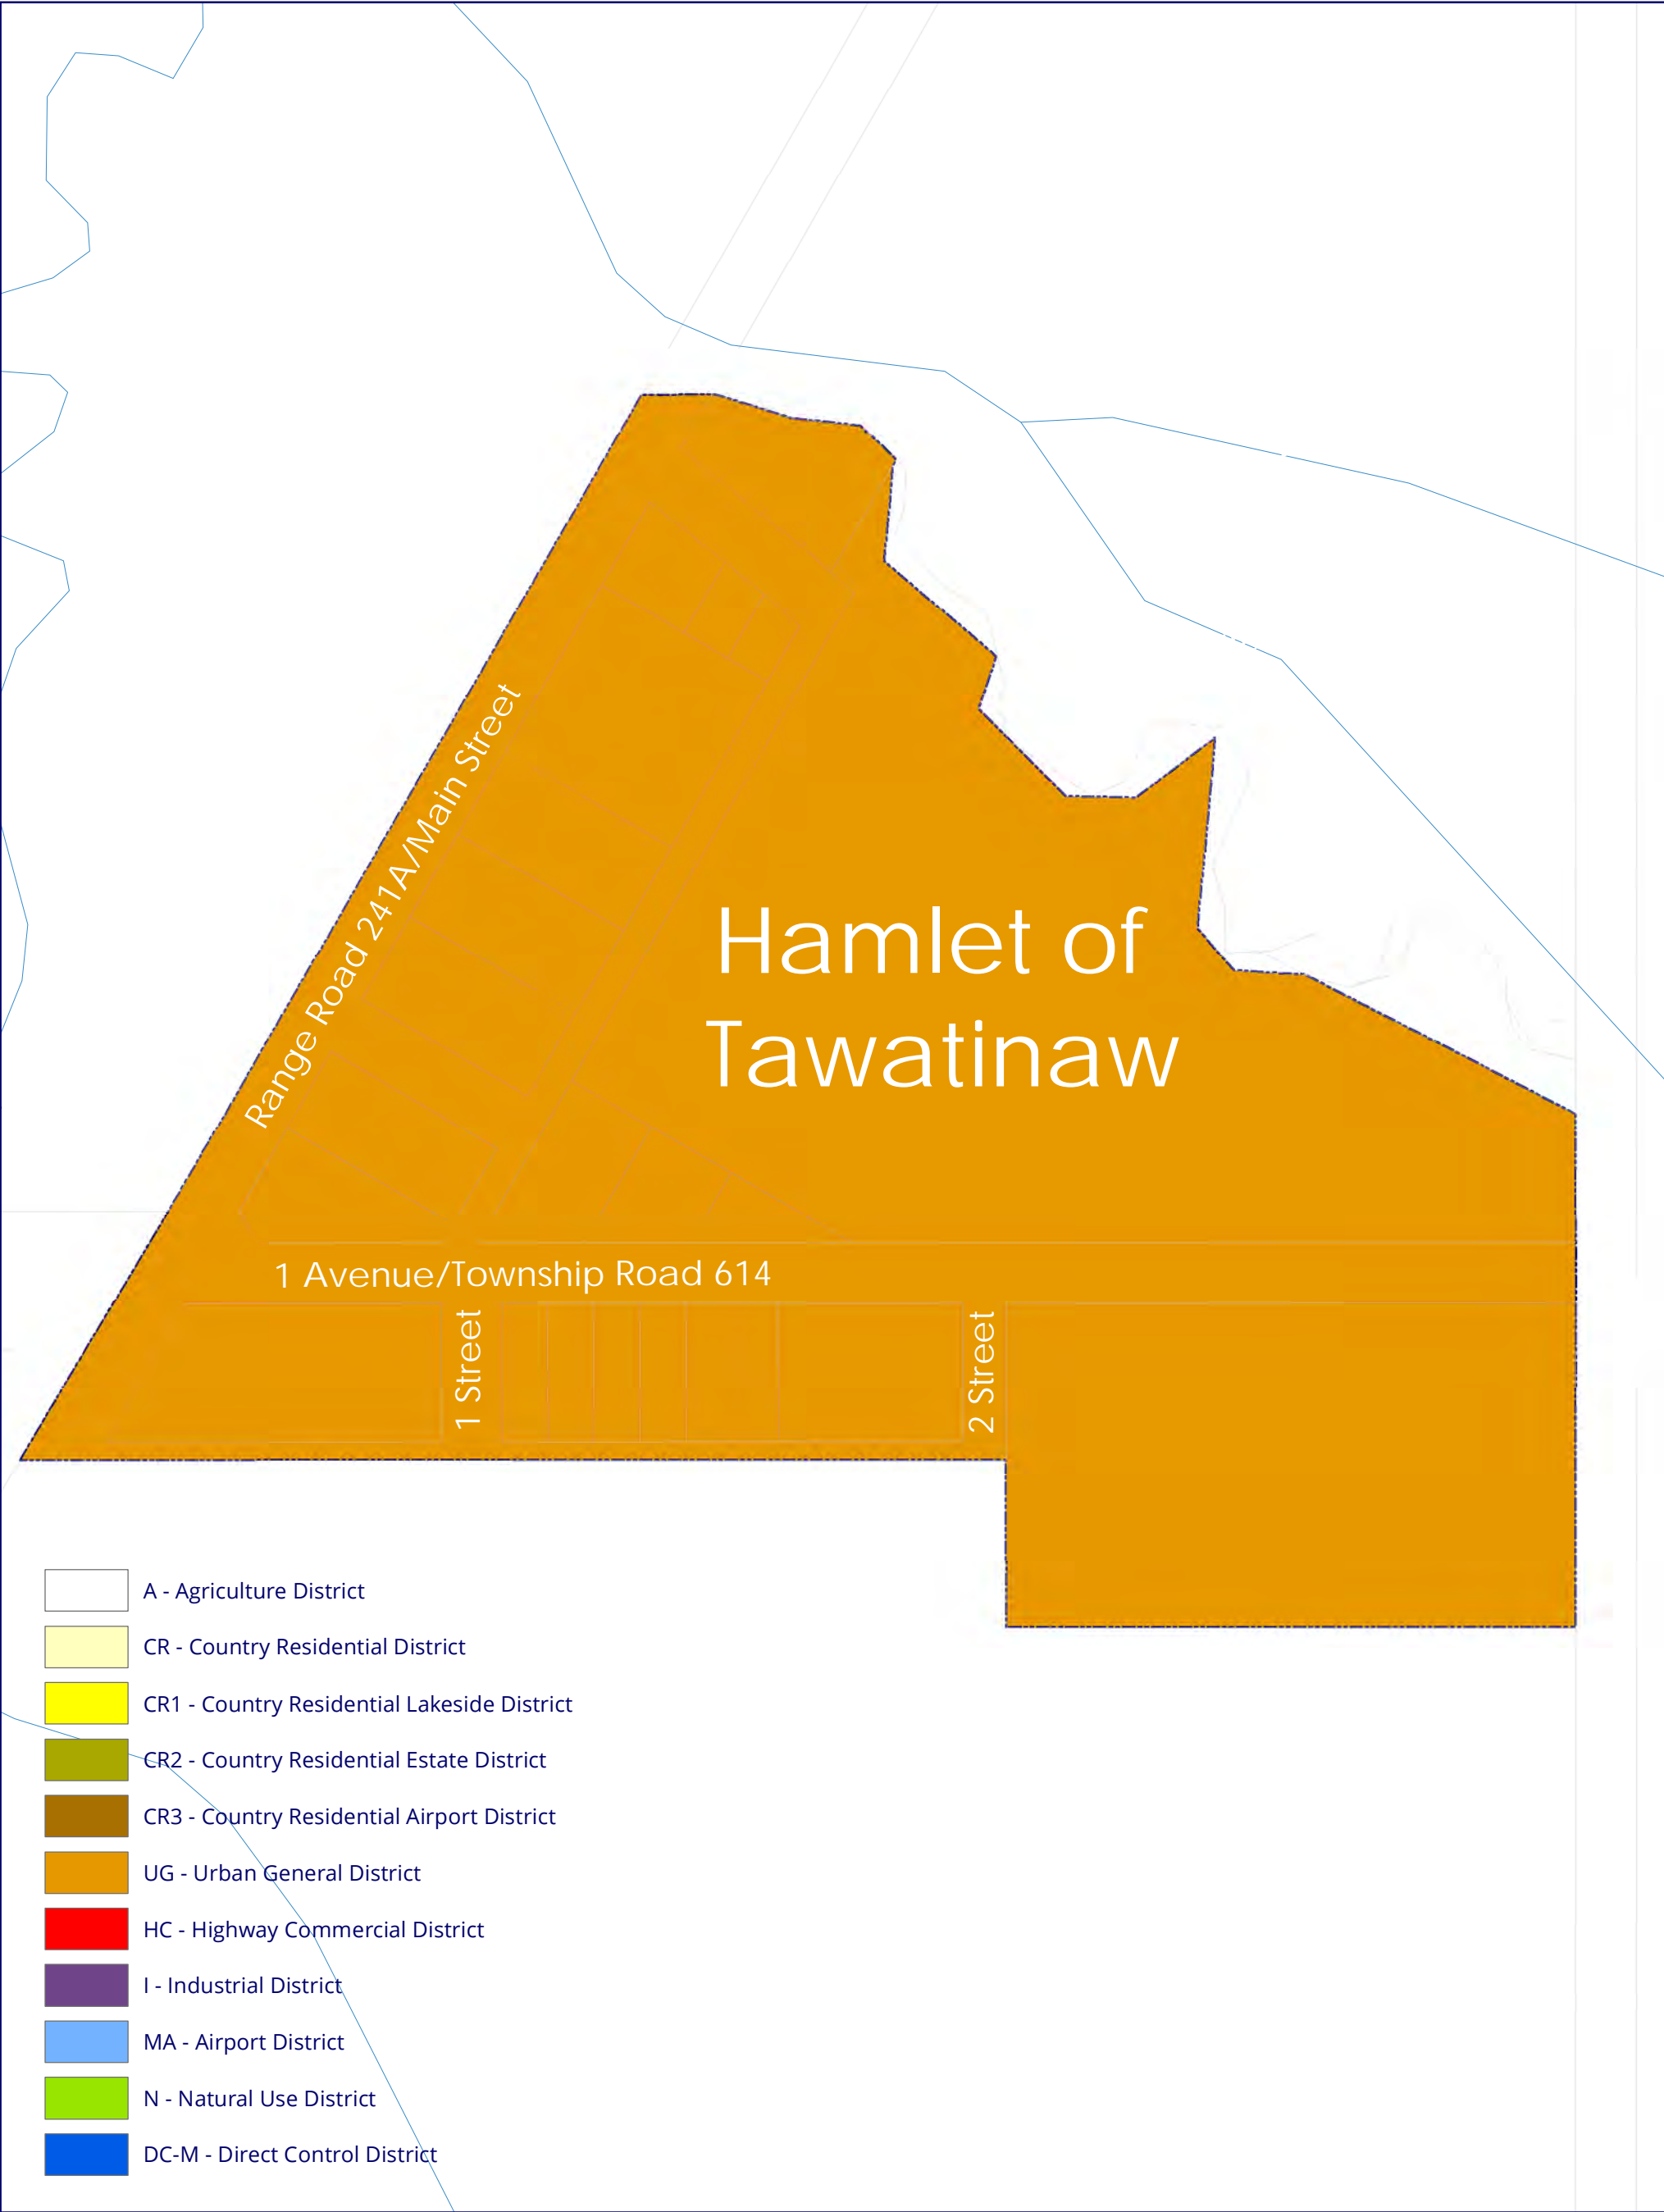 Range Road 241A/Main Street
Hamlet of
Tawatinaw
1 Avenue/Township Road 614
1 Street
2 Street
A - Agriculture District
CR - Country Residential District
CR1 - Country Residential Lakeside District
CR2 - Country Residential Estate District
CR3 - Country Residential Airport District
UG - Urban General District
HC - Highway Commercial District
I - Industrial District
MA - Airport District
N - Natural Use District
DC-M - Direct Control District